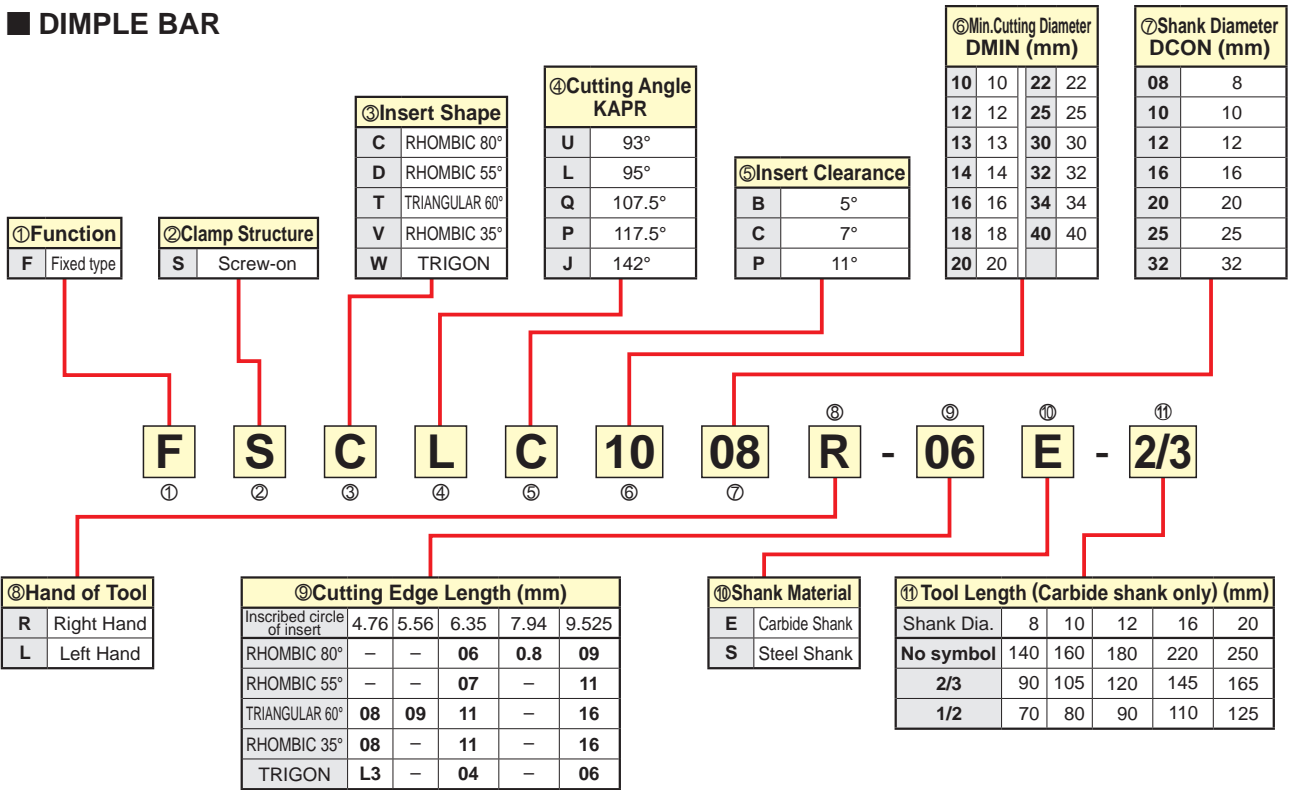 ■ DIMPLE BAR
⑥Min.Cutting Diameter
DMIN (mm)
10 10 22 22
12 12 25 25
13 13 30 30
14 14 32 32
16 16 34 34
18 18 40 40
20 20
⑦Shank Diameter
DCON (mm)
08 8
10 10
12 12
16 16
20 20
25 25
32 32
④Cutting Angle
KAPR
U 93°
L 95°
Q 107.5°
P 117.5°
J 142°
③Insert Shape
C RHOMBIC 80°
D RHOMBIC 55°
T TRIANGULAR 60°
V RHOMBIC 35°
W TRIGON
⑤Insert Clearance
B 5°
C 7°
P 11°
①Function
F Fixed type
②Clamp Structure
S Screw-on
⑧ ⑨ ⑩ ⑪
F S C L C 10 08 R - 06 E - 2/3
① ② ③ ④ ⑤ ⑥ ⑦
⑧Hand of Tool
R Right Hand
L Left Hand
⑨Cutting Edge Length (mm)
Inscribed circle
of insert 4.76 5.56 6.35 7.94 9.525
RHOMBIC 80° – – 06 0.8 09
RHOMBIC 55° – – 07 – 11
TRIANGULAR 60° 08 09 11 – 16
RHOMBIC 35° 08 – 11 – 16
TRIGON L3 – 04 – 06
⑩Shank Material
E Carbide Shank
S Steel Shank
⑪Tool Length (Carbide shank only) (mm)
Shank Dia. 8 10 12 16 20
No symbol 140 160 180 220 250
2/3 90 105 120 145 165
1/2 70 80 90 110 125